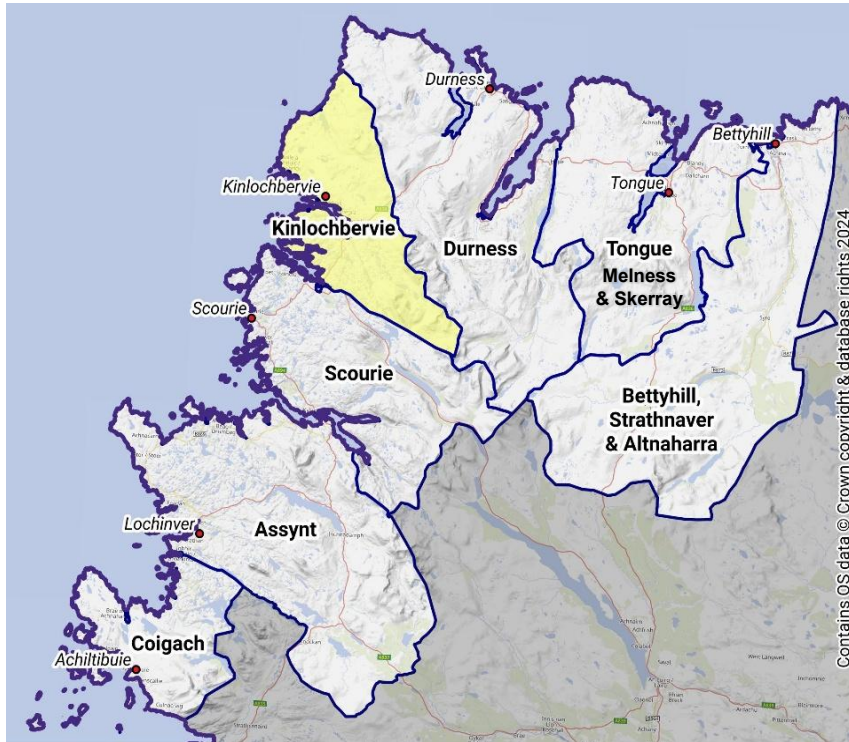 Durness
Bettyhill
Kinlochbervie
Tongue
Kinlochbervie
Durness
Tongue
Melness
& Skerray
Scourie
Scourie
Bettyhill,
Strathnaver
& Altnaharra
Lochinver
Assynt
Coigach
Achiltibuie
Contains OS data © Crown copyright & database rights 2024